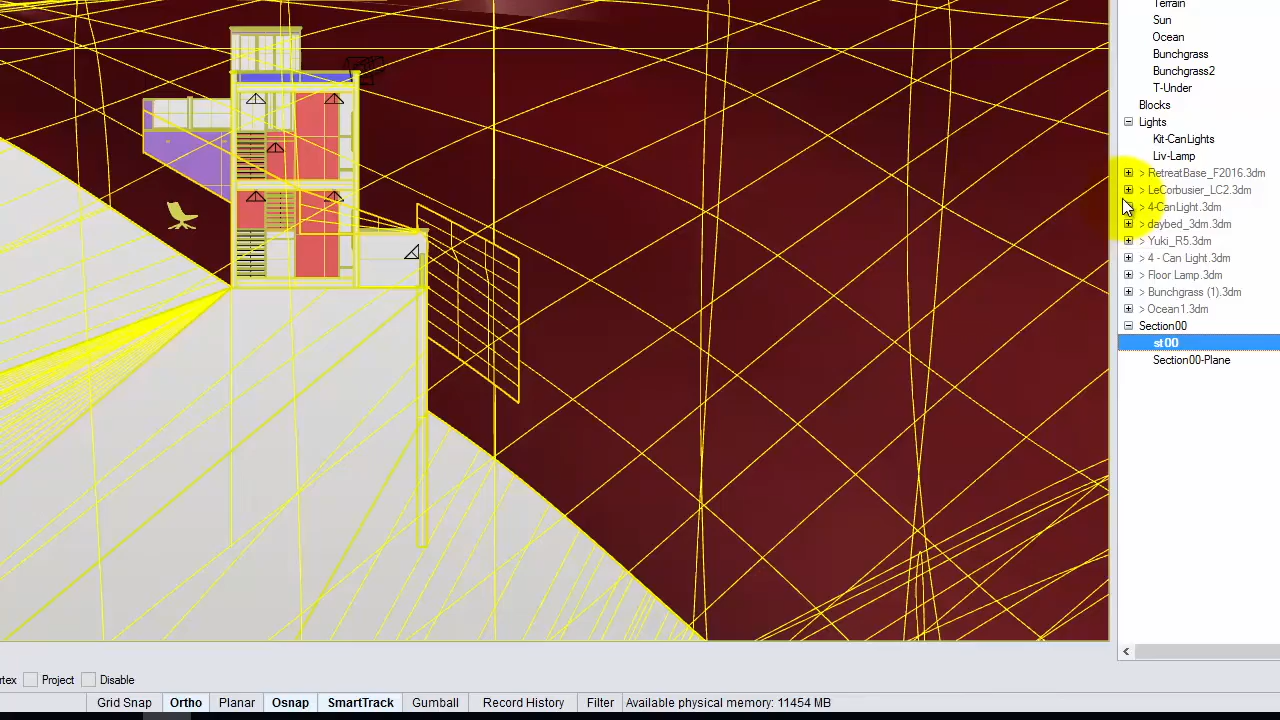 Terrain
Sun
Ocean
Bunchgrass
Bunchgrass2
T-Under
Blocks
Lights
Kit-CanLights
Liv-Lamp
> RetreatBase_F2016.3dm
> LeCorbusier_LC2.3dm
> 4-CanLight.3dm
> daybed_3dm.3dm
> Yuki_R5.3dm
> 4 - Can Light.3dm
> Floor Lamp.3dm
> Bunchgrass (1).3dm
> Ocean1.3dm
Section00
st00
Section00-Plane
rtex Project Disable
Grid Snap Ortho Planar Osnap SmartTrack Gumball Record History Filter Available physical memory: 11454 MB